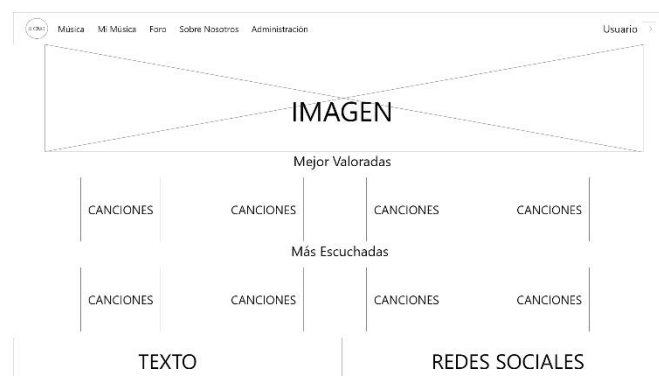 Música Mi Música Foro Sobre Nosotros Administración Usuario
IMAGEN
Mejor Valoradas
CANCIONES CANCIONES CANCIONES CANCIONES
Más Escuchadas
CANCIONES CANCIONES CANCIONES CANCIONES
TEXTO REDES SOCIALES